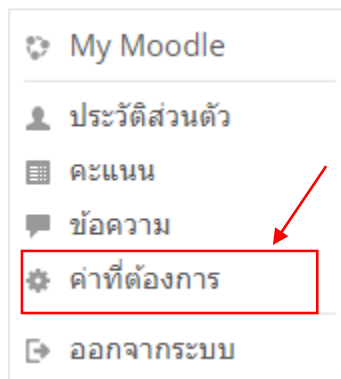 My Moodle
ประวัติส่วนตัว
คะแนน
ข้อความ
ค่าที่ต้องการ
ออกจากระบบ